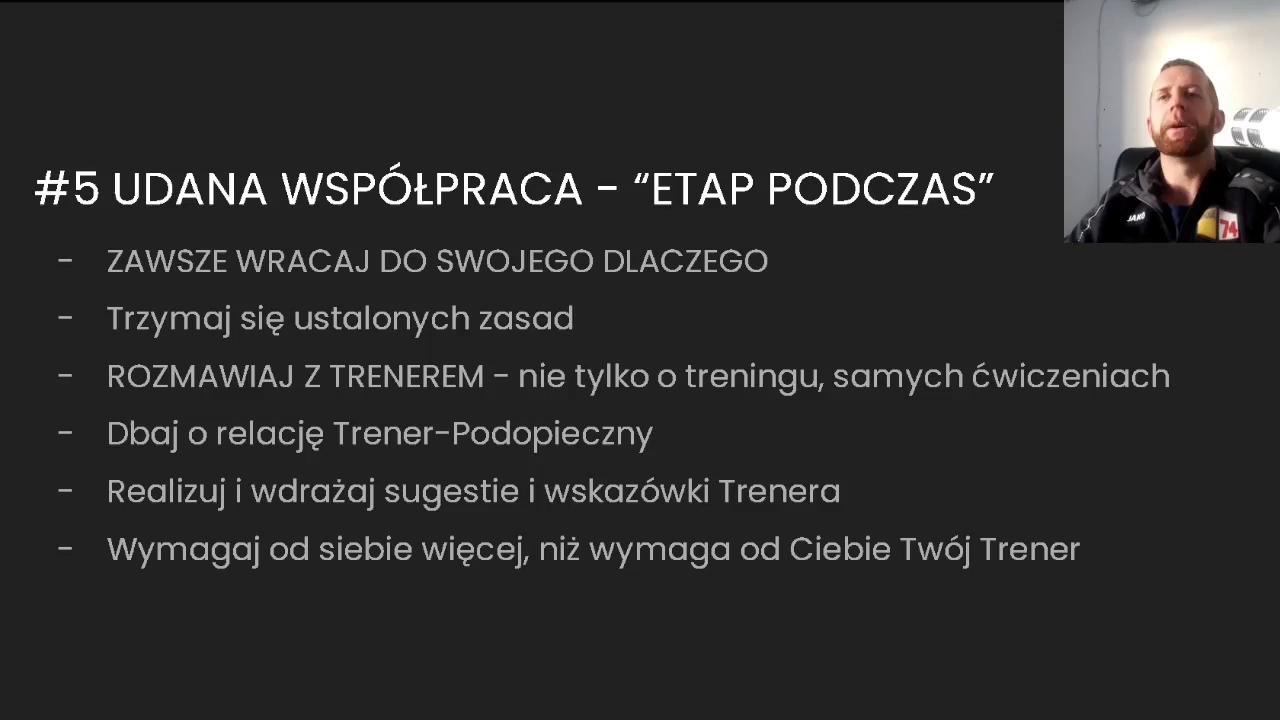 #5 UDANA WSPÓŁPRACA - “ETAP PODCZAS”
- ZAWSZE WRACAJ DO SWOJEGO DLACZEGO
- Trzymaj się ustalonych zasad
- ROZMAWIAJ Z TRENEREM - nie tylko o treningu, samych ćwiczeniach
- Dbaj o relację Trener-Podopieczny
- Realizuj i wdrażaj sugestie i wskazówki Trenera
- Wymagaj od siebie więcej, niż wymaga od Ciebie Twój Trener
JAKO
74